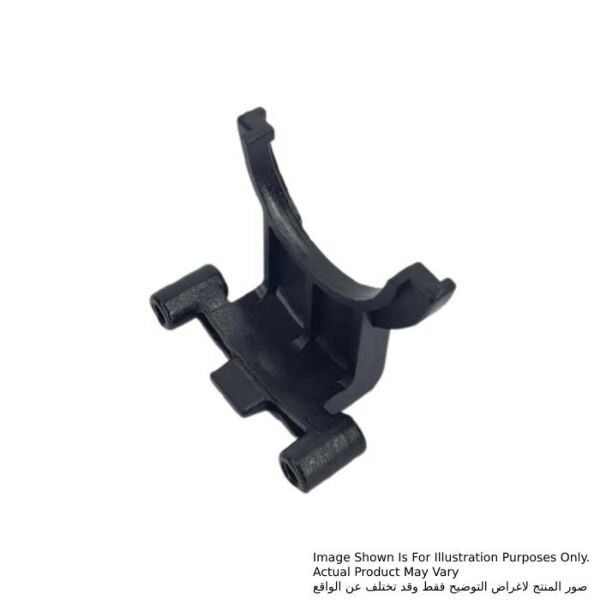 Image Shown Is For Illustration Purposes Only.
Actual Product May Vary
صور المنتج لاغراض التوضيح فقط وقد تختلف عن الواقع